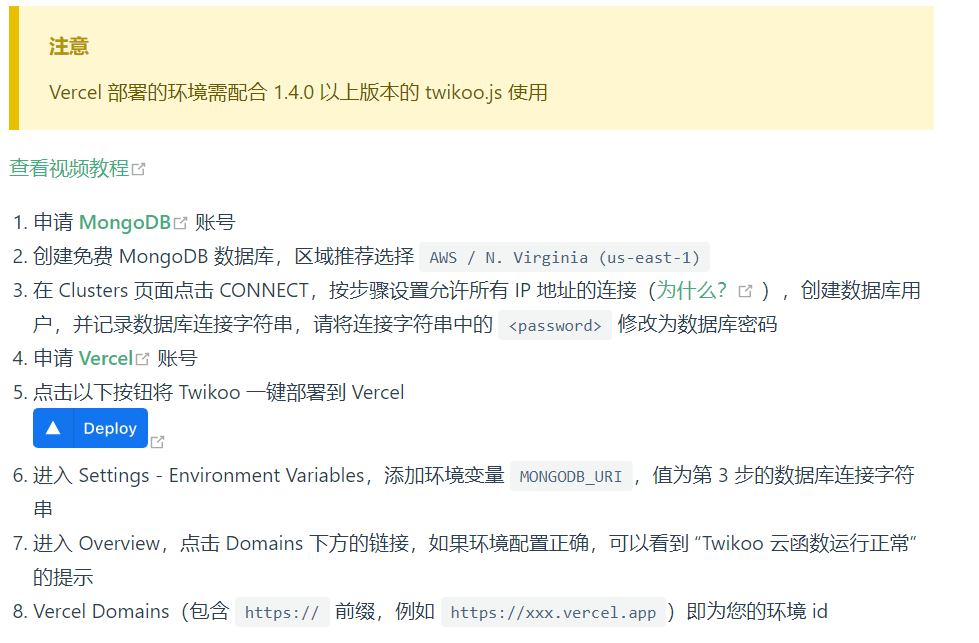 注意
Vercel 部署的环境需配合 1.4.0 以上版本的 twikoo.js 使用
查看视频教程
1. 申请 MongoDB 账号
2. 创建免费 MongoDB 数据库，区域推荐选择 AWS / N. Virginia (us-east-1)
3. 在 Clusters 页面点击 CONNECT，按步骤设置允许所有 IP 地址的连接（为什么？），创建数据库用
户，并记录数据库连接字符串，请将连接字符串中的 <password> 修改为数据库密码
4. 申请 Vercel 账号
5. 点击以下按钮将 Twikoo 一键部署到 Vercel
Deploy
6. 进入 Settings - Environment Variables，添加环境变量 MONGODB_URI ，值为第 3 步的数据库连接字符
串
7. 进入 Overview，点击 Domains 下方的链接，如果环境配置正确，可以看到 “Twikoo 云函数运行正常”
的提示
8. Vercel Domains（包含 https:// 前缀，例如 https://xxx.vercel.app ）即为您的环境 id